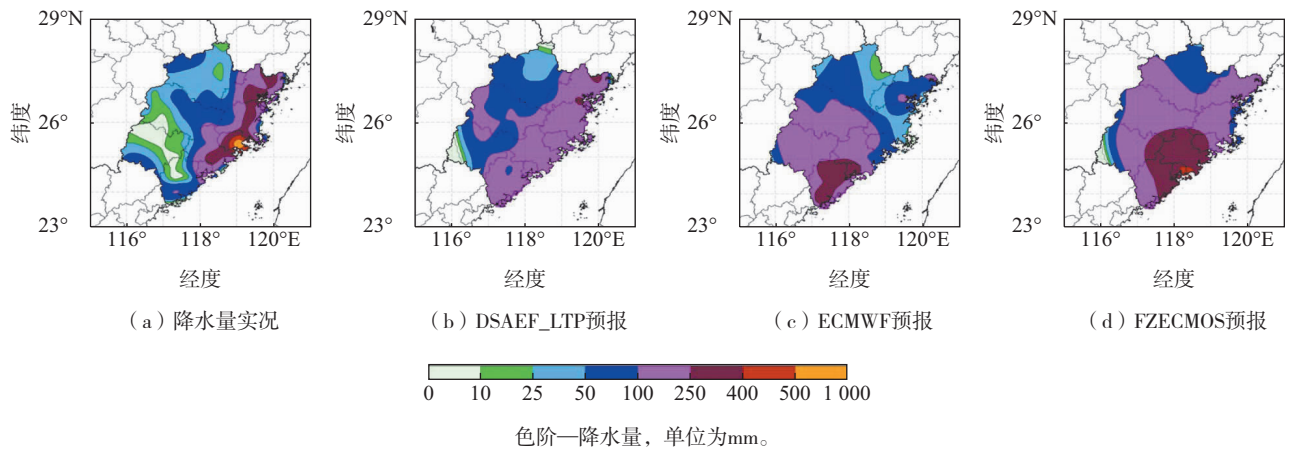 29°N
26°
23°
116°
118°
120°E
纬度
经度
(a)降水量实况
29°N
26°
23°
116°
118°
120°E
纬度
经度
(b)DSAEF_LTP预报
29°N
26°
23°
116°
118°
120°E
纬度
经度
(c)ECMWF预报
29°N
26°
23°
116°
118°
120°E
纬度
经度
(d)FZECMOS预报
0 10 25 50 100 250 400 500 1 000
色阶—降水量，单位为mm。